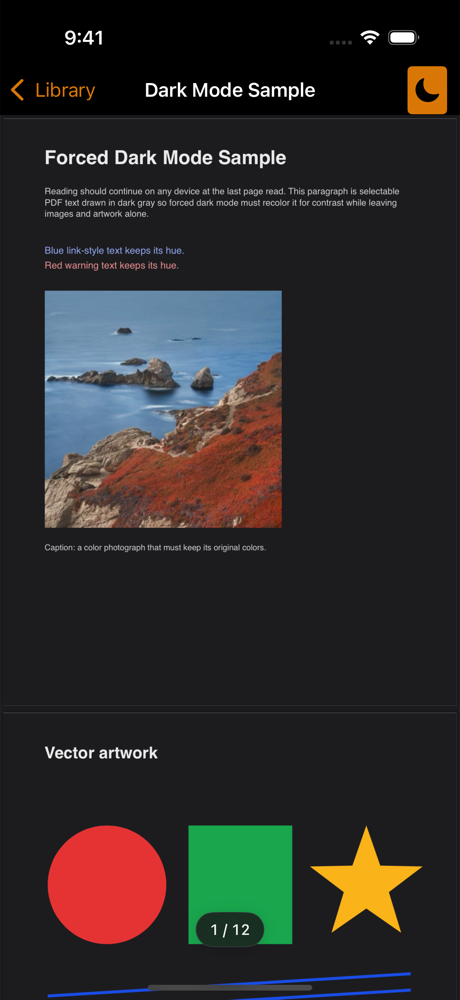 9:41
Library
Dark Mode Sample
Forced Dark Mode Sample
Reading should continue on any device at the last page read. This paragraph is selectable
PDF text drawn in dark gray so forced dark mode must recolor it for contrast while leaving
images and artwork alone.
Blue link-style text keeps its hue.
Red warning text keeps its hue.
Caption: a color photograph that must keep its original colors.
Vector artwork
1 / 12